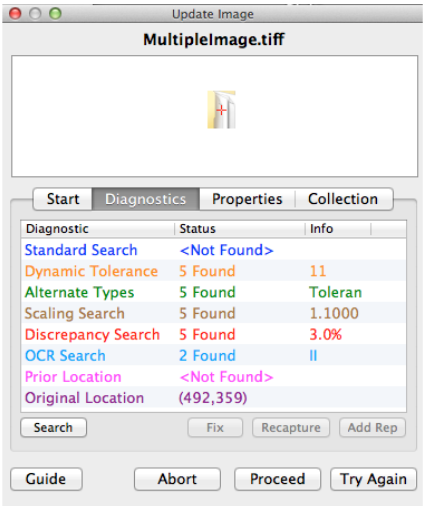 Update Image
MultipleImage.tiff
Start Diagnostics Properties Collection
Diagnostic Status Info
Standard Search <Not Found>
Dynamic Tolerance 5 Found 11
Alternate Types 5 Found Toleran
Scaling Search 5 Found 1.1000
Discrepancy Search 5 Found 3.0%
OCR Search 2 Found II
Prior Location <Not Found>
Original Location (492,359)
Search Fix Recapture Add Rep
Guide Abort Proceed Try Again